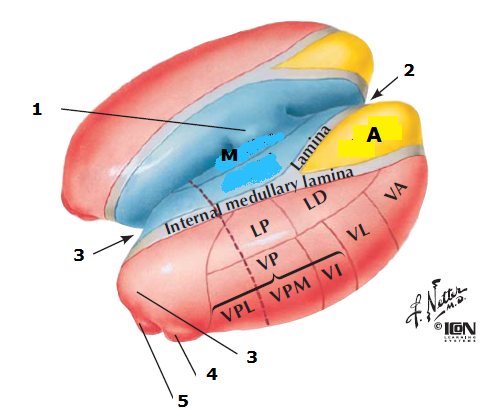 1
2
M
A
Lamina
Internal medullary lamina
3
LP
LD
VA
VP
VL
VPL
VPM
VI
3
4
5
F. Netter
M.D.
© ICON
LEARNING
SYSTEMS